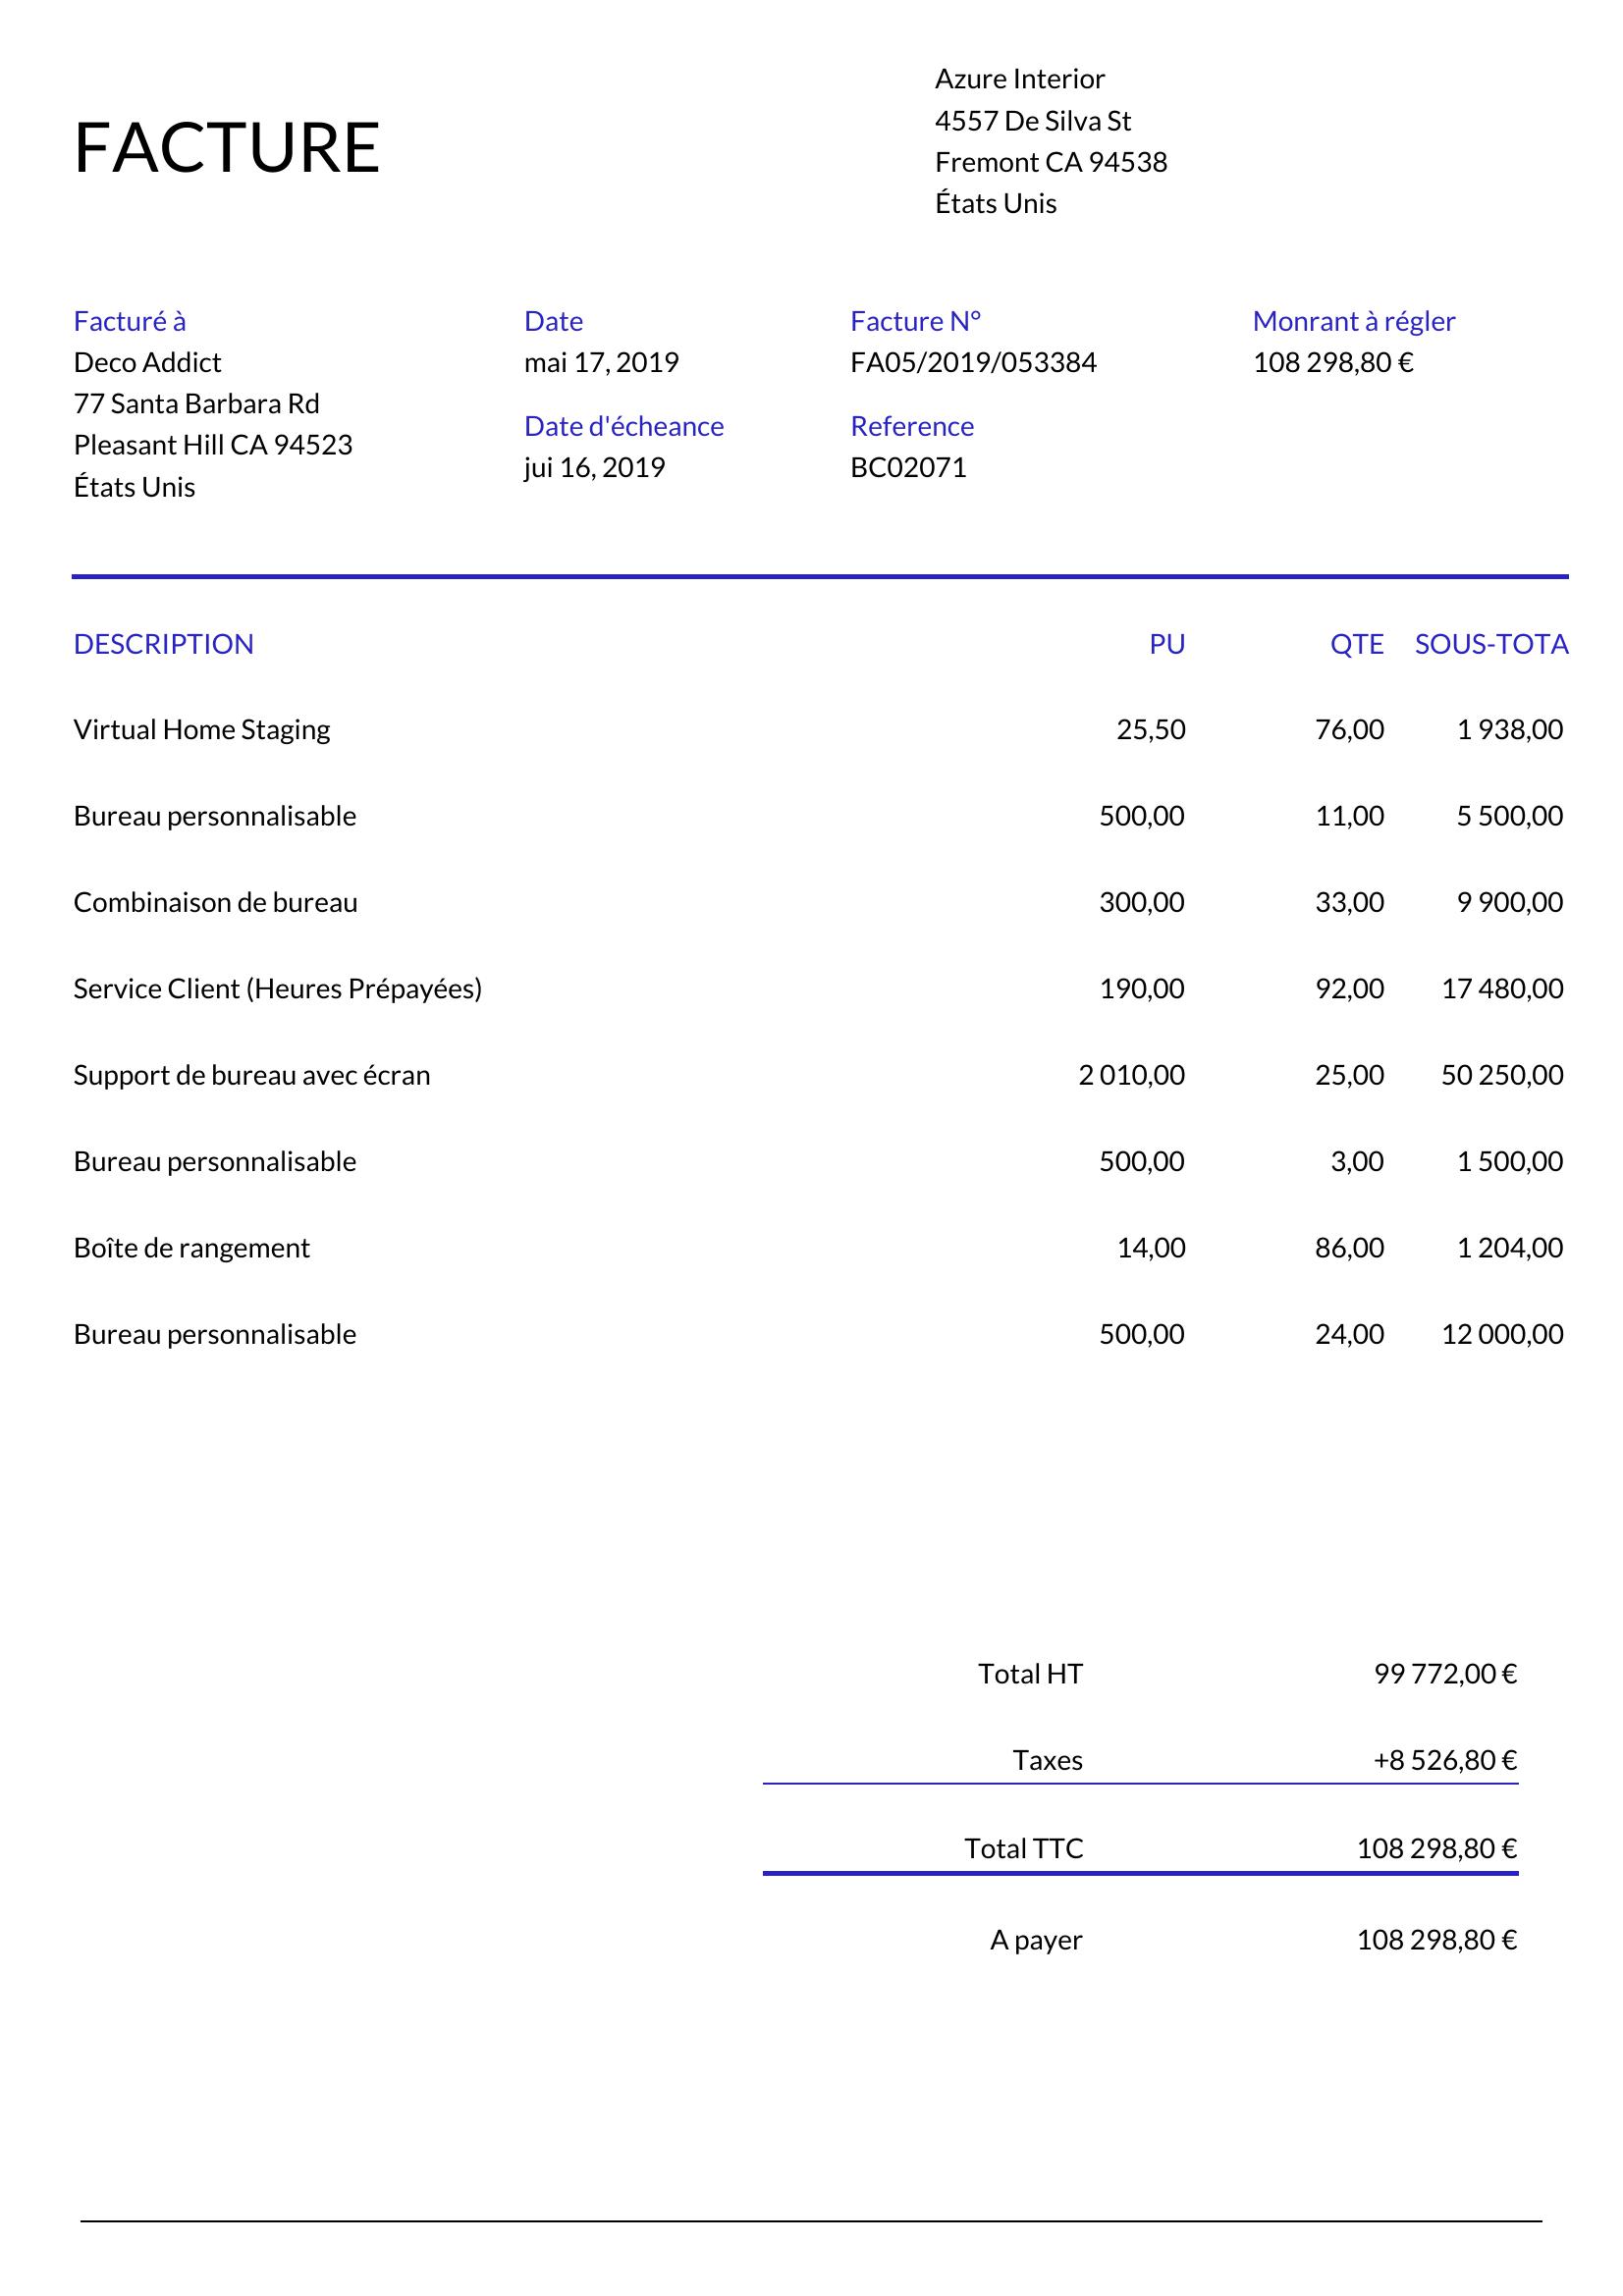 Azure Interior
4557 De Silva St
FACTURE
Fremont CA 94538
États Unis
Facturé à Date Facture N° Monrant à régler
Deco Addict mai 17, 2019 FA05/2019/053384 108 298,80 €
77 Santa Barbara Rd
Date d'écheance Reference
Pleasant Hill CA 94523
jui 16, 2019 BC02071
États Unis
DESCRIPTION PU QTE SOUS-TOTA
Virtual Home Staging 25,50 76,00 1 938,00
Bureau personnalisable 500,00 11,00 5 500,00
Combinaison de bureau 300,00 33,00 9 900,00
Service Client (Heures Prépayées) 190,00 92,00 17 480,00
Support de bureau avec écran 2 010,00 25,00 50 250,00
Bureau personnalisable 500,00 3,00 1 500,00
Boîte de rangement 14,00 86,00 1 204,00
Bureau personnalisable 500,00 24,00 12 000,00
Total HT 99 772,00 €
Taxes +8 526,80 €
Total TTC 108 298,80 €
A payer 108 298,80 €